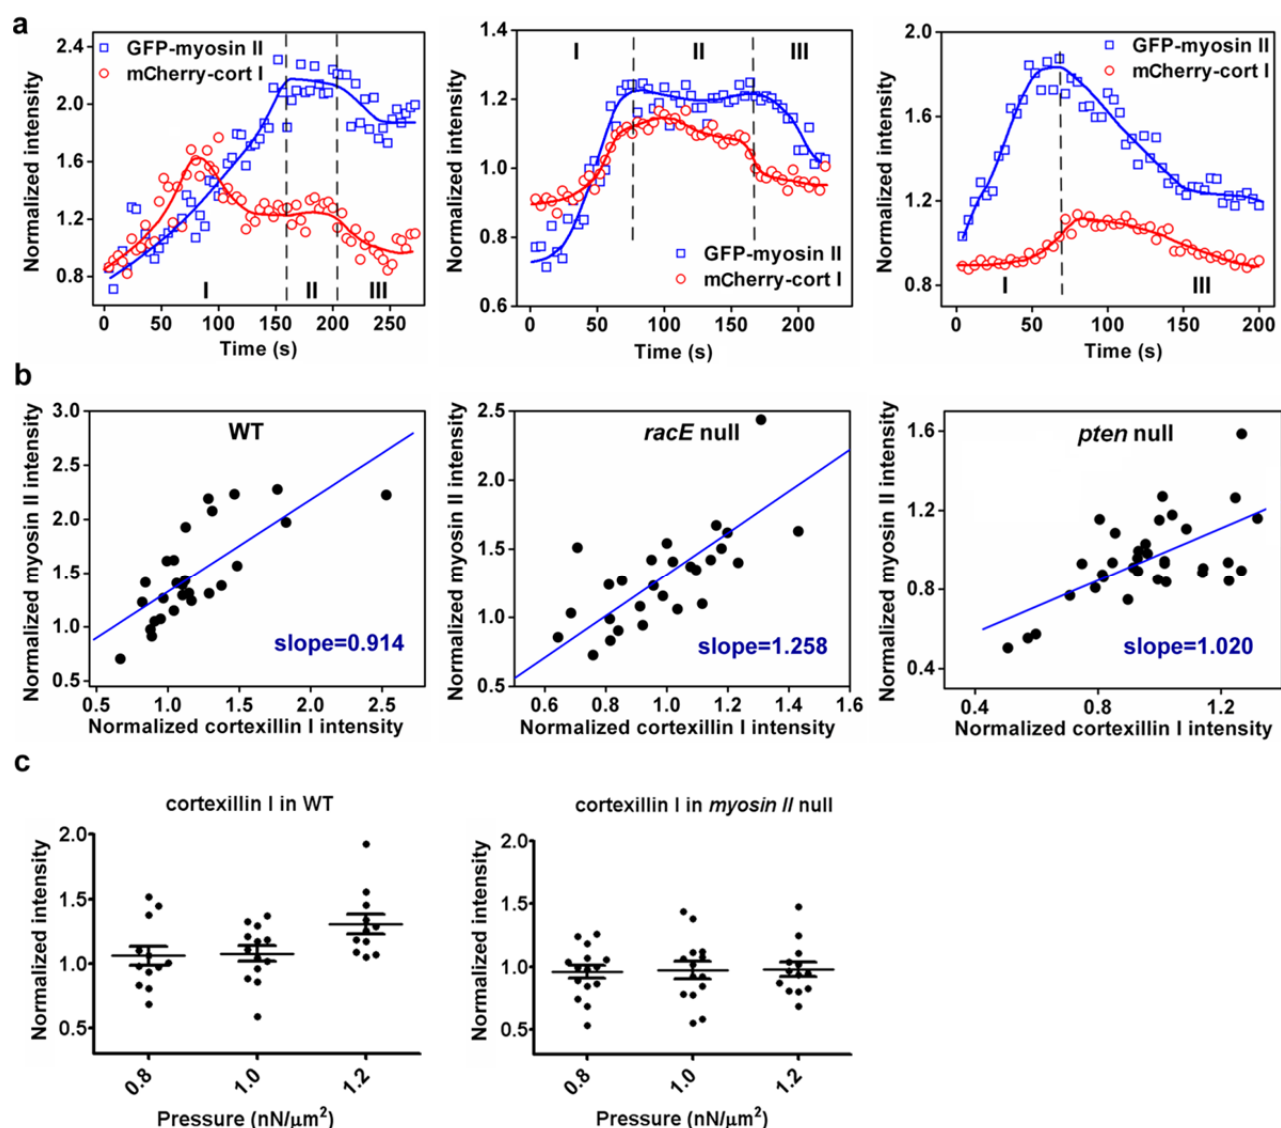 a
GFP-myosin II
mCherry-cort I
Normalized intensity
2.4
2.0
1.6
1.2
0.8
I
II
III
0
50
100
150
200
250
Time (s)
Normalized intensity
1.4
1.2
1.0
0.8
0.6
I
II
III
GFP-myosin II
mCherry-cort I
0
50
100
150
200
Time (s)
Normalized intensity
2.0
1.6
1.2
0.8
GFP-myosin II
mCherry-cort I
I
III
0
50
100
150
200
Time (s)
b
Normalized myosin II intensity
3.0
2.5
2.0
1.5
1.0
0.5
WT
slope=0.914
0.5
1.0
1.5
2.0
2.5
Normalized cortexillin I intensity
Normalized myosin II intensity
2.5
2.0
1.5
1.0
0.5
racE null
slope=1.258
0.6
0.8
1.0
1.2
1.4
1.6
Normalized cortexillin I intensity
Normalized myosin II intensity
1.6
1.2
0.8
0.4
pten null
slope=1.020
0.4
0.8
1.2
Normalized cortexillin I intensity
c
cortexillin I in WT
Normalized intensity
2.0
1.5
1.0
0.5
0.8
1.0
1.2
Pressure (nN/μm²)
cortexillin I in myosin II null
Normalized intensity
2.0
1.5
1.0
0.5
0.8
1.0
1.2
Pressure (nN/μm²)